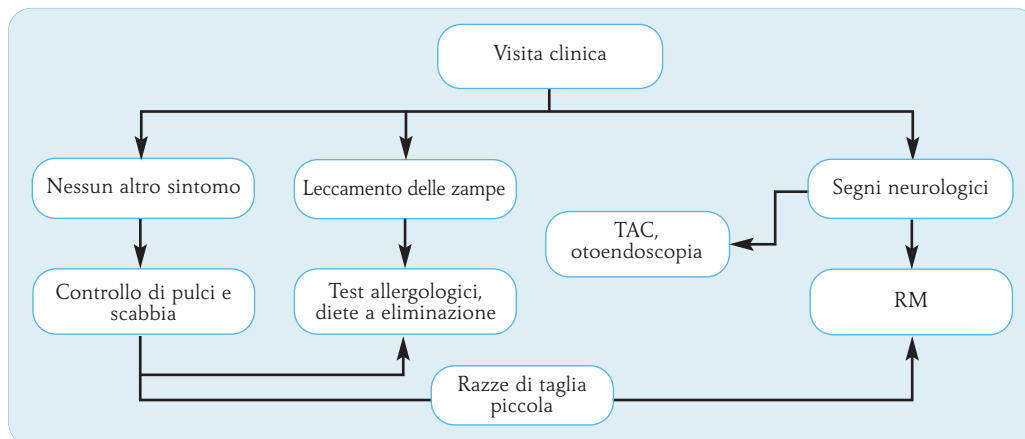 Visita clinica
Nessun altro sintomo
Leccamento delle zampe
Segni neurologici
TAC,
otoendoscopia
Controllo di pulci e
scabbia
Test allergologici,
diete a eliminazione
RM
Razze di taglia
piccola